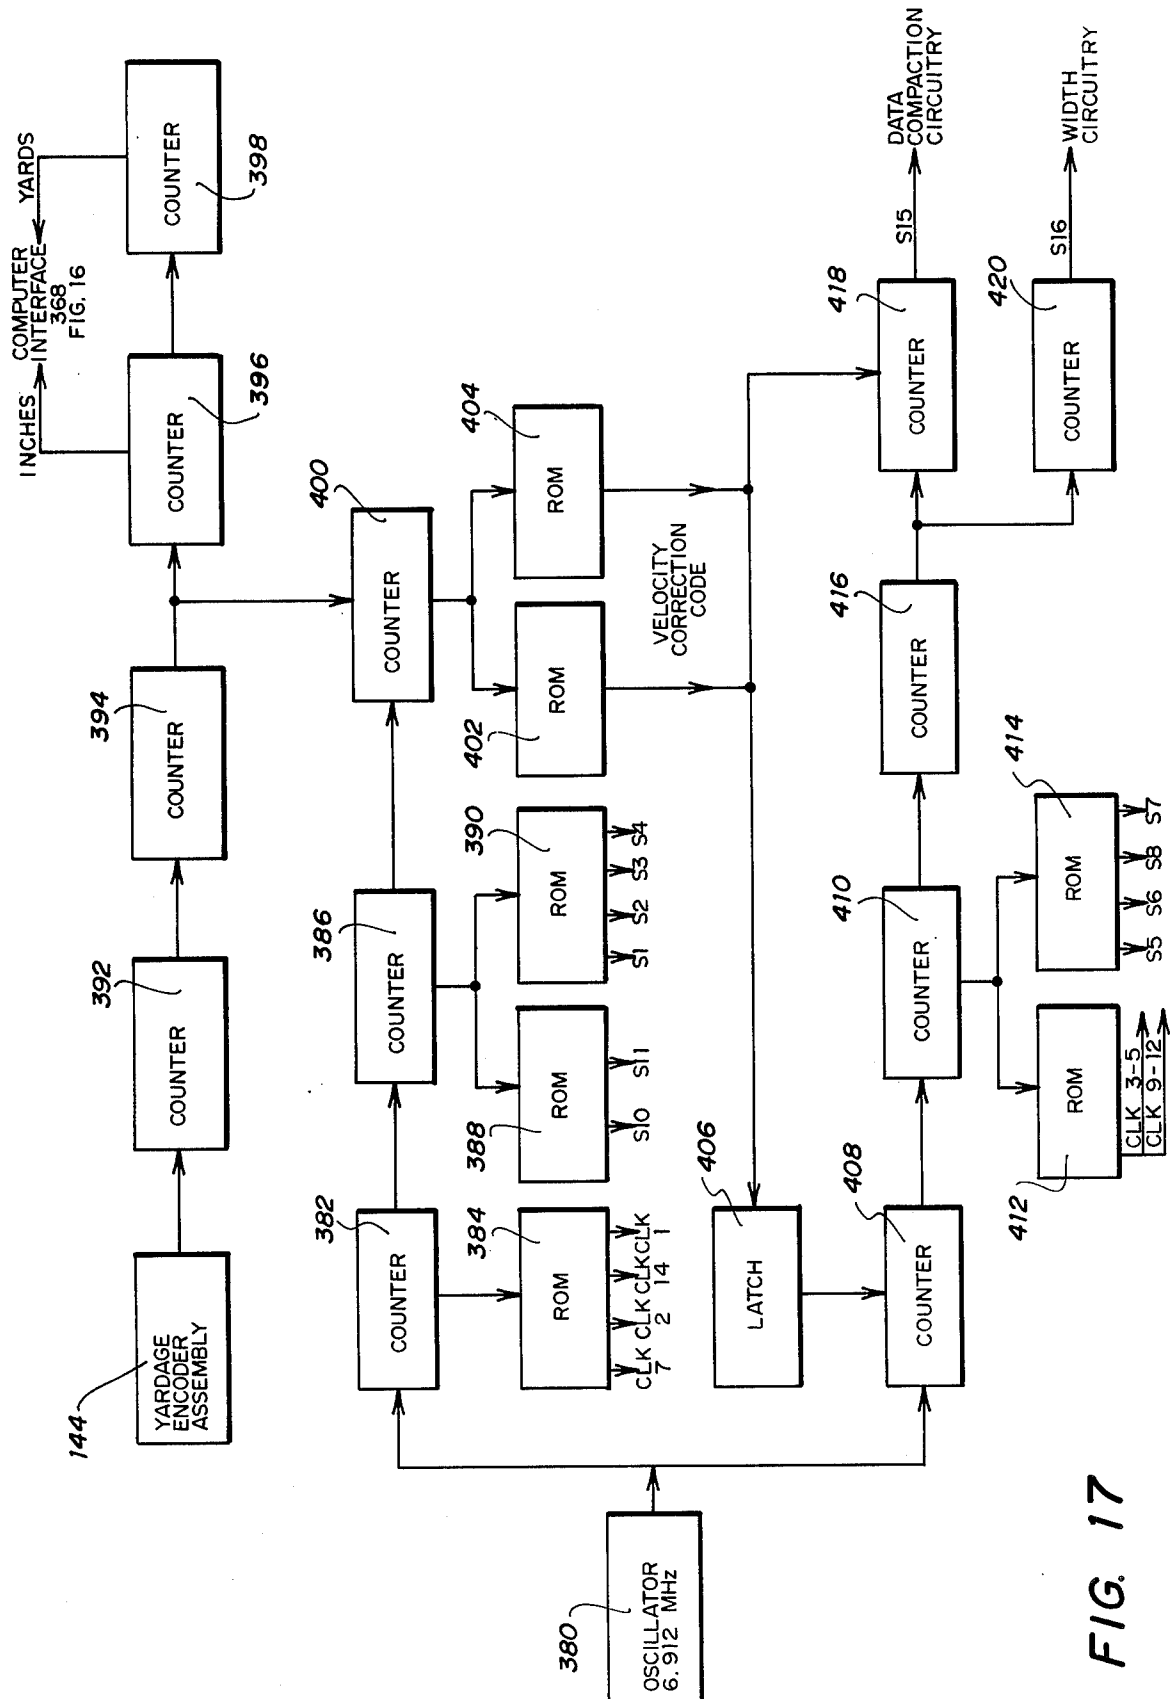 144
YARDAGE
ENCODER
ASSEMBLY
392
COUNTER
394
COUNTER
396
COUNTER
398
COUNTER
INCHES
COMPUTER
INTERFACE
368
FIG. 16
YARDS
380
OSCILLATOR
6.912 MHz
382
COUNTER
386
COUNTER
400
COUNTER
384
ROM
CLK
7
CLK
2
CLK
14
CLK
1
388
ROM
S10
S11
390
ROM
S1
S2
S3
S4
402
ROM
404
ROM
VELOCITY
CORRECTION
CODE
406
LATCH
408
COUNTER
410
COUNTER
416
COUNTER
418
COUNTER
S15
DATA
COMPACTION
CIRCUITRY
420
COUNTER
S16
WIDTH
CIRCUITRY
412
ROM
CLK 3-5
CLK 9-12
414
ROM
S5
S6
S8
S7
FIG. 17